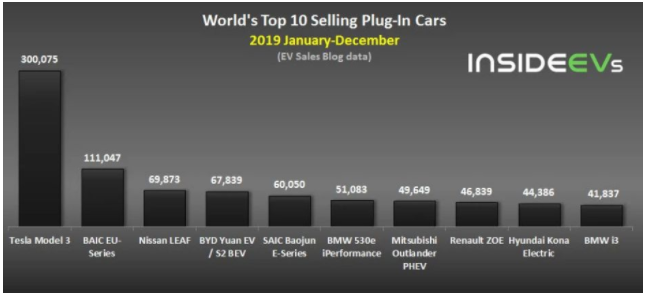 World's Top 10 Selling Plug-In Cars
2019 January-December
(EV Sales Blog data)
INSIDEEVs
300,075
111,047
69,873
67,839
60,050
51,083
49,649
46,839
44,386
41,837
Tesla Model 3
BAIC EU-
Series
Nissan LEAF
BYD Yuan EV
/ S2 BEV
SAIC Baojun
E-Series
BMW 530e
iPerformance
Mitsubishi
Outlander
PHEV
Renault ZOE
Hyundai Kona
Electric
BMW i3